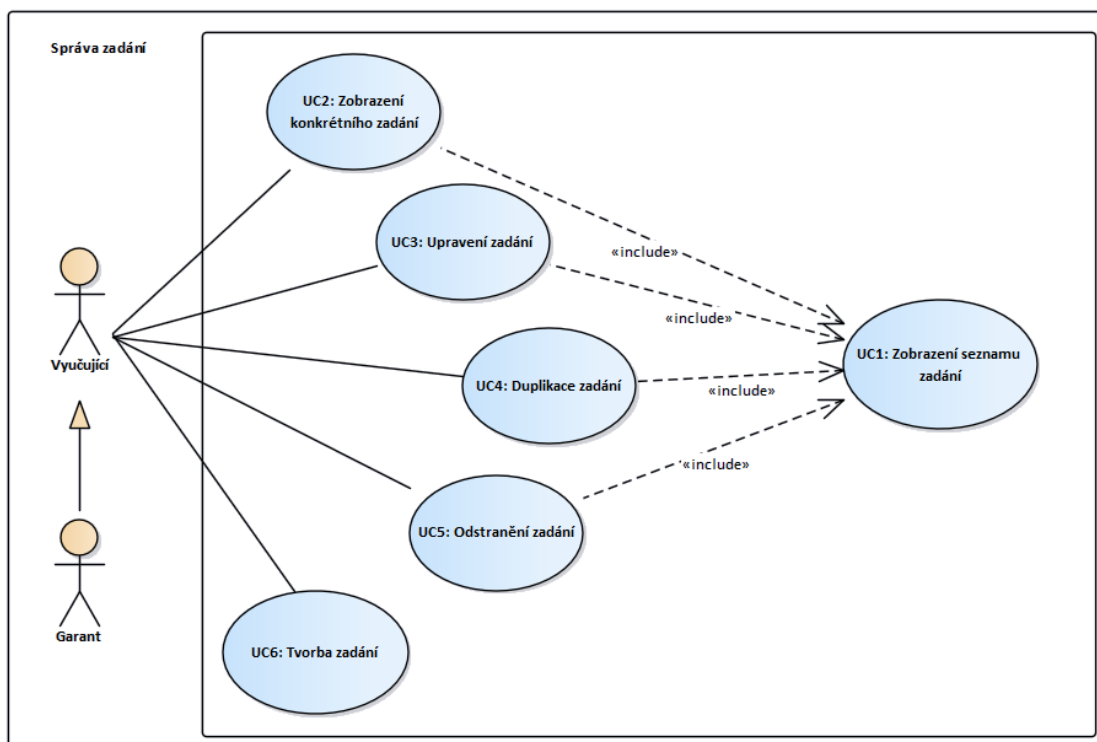 Správa zadání
UC2: Zobrazení
konkrétního zadání
UC3: Upravení zadání
«include»
«include»
UC1: Zobrazení seznamu
zadání
Vyučující
UC4: Duplikace zadání
«include»
«include»
UC5: Odstranění zadání
Garant
UC6: Tvorba zadání